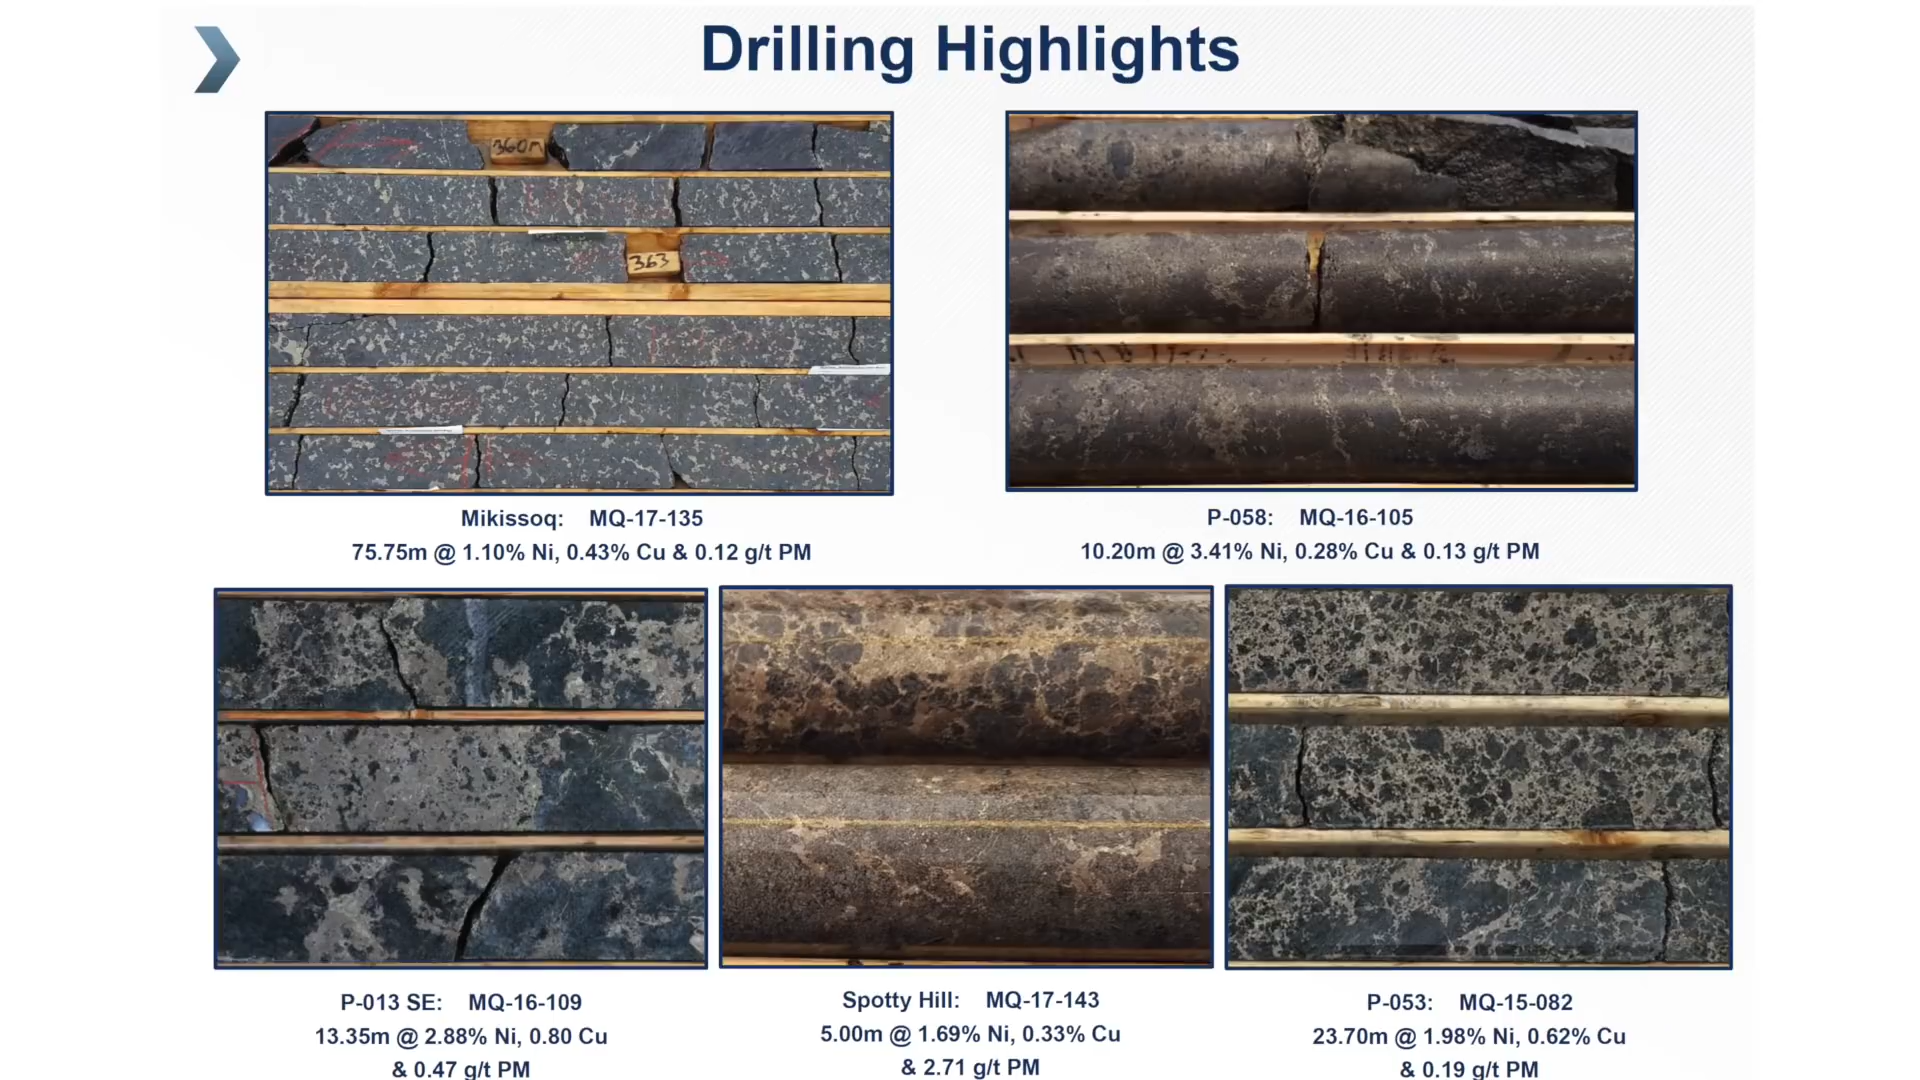 Drilling Highlights
360m
363
Mikissoq: MQ-17-135
75.75m @ 1.10% Ni, 0.43% Cu & 0.12 g/t PM
P-058: MQ-16-105
10.20m @ 3.41% Ni, 0.28% Cu & 0.13 g/t PM
P-013 SE: MQ-16-109
13.35m @ 2.88% Ni, 0.80 Cu
& 0.47 g/t PM
Spotty Hill: MQ-17-143
5.00m @ 1.69% Ni, 0.33% Cu
& 2.71 g/t PM
P-053: MQ-15-082
23.70m @ 1.98% Ni, 0.62% Cu
& 0.19 g/t PM